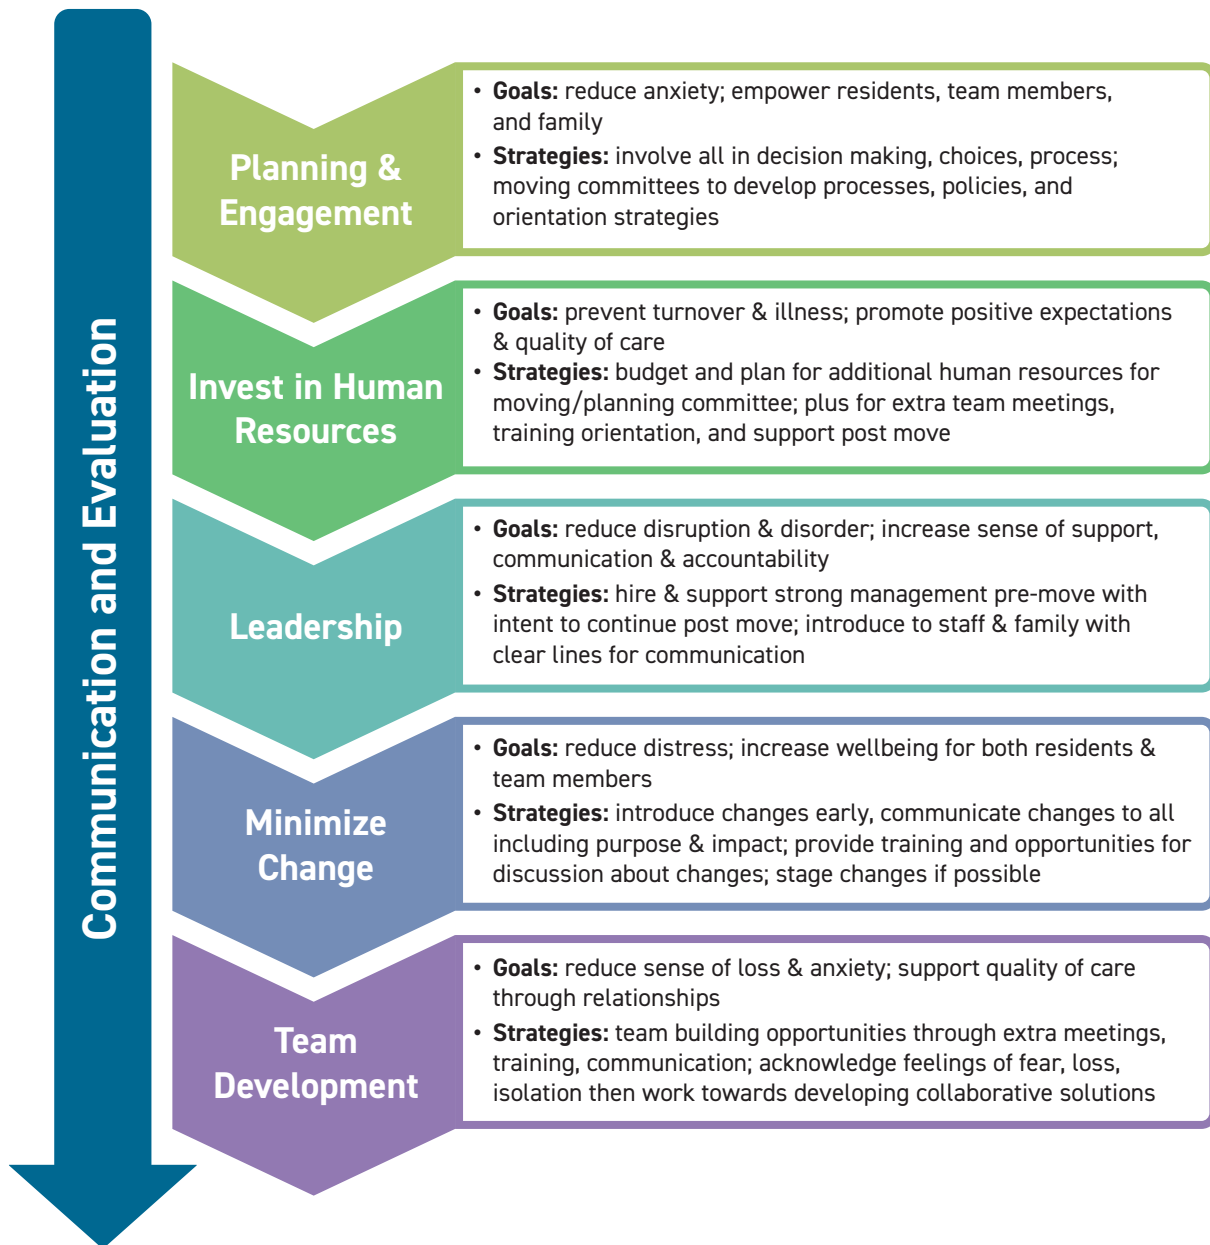 Communication and Evaluation
Planning &
Engagement
• Goals: reduce anxiety; empower residents, team members,
and family
• Strategies: involve all in decision making, choices, process;
moving committees to develop processes, policies, and
orientation strategies
Invest in Human
Resources
• Goals: prevent turnover & illness; promote positive expectations
& quality of care
• Strategies: budget and plan for additional human resources for
moving/planning committee; plus for extra team meetings,
training orientation, and support post move
Leadership
• Goals: reduce disruption & disorder; increase sense of support,
communication & accountability
• Strategies: hire & support strong management pre-move with
intent to continue post move; introduce to staff & family with
clear lines for communication
Minimize
Change
• Goals: reduce distress; increase wellbeing for both residents &
team members
• Strategies: introduce changes early, communicate changes to all
including purpose & impact; provide training and opportunities for
discussion about changes; stage changes if possible
Team
Development
• Goals: reduce sense of loss & anxiety; support quality of care
through relationships
• Strategies: team building opportunities through extra meetings,
training, communication; acknowledge feelings of fear, loss,
isolation then work towards developing collaborative solutions